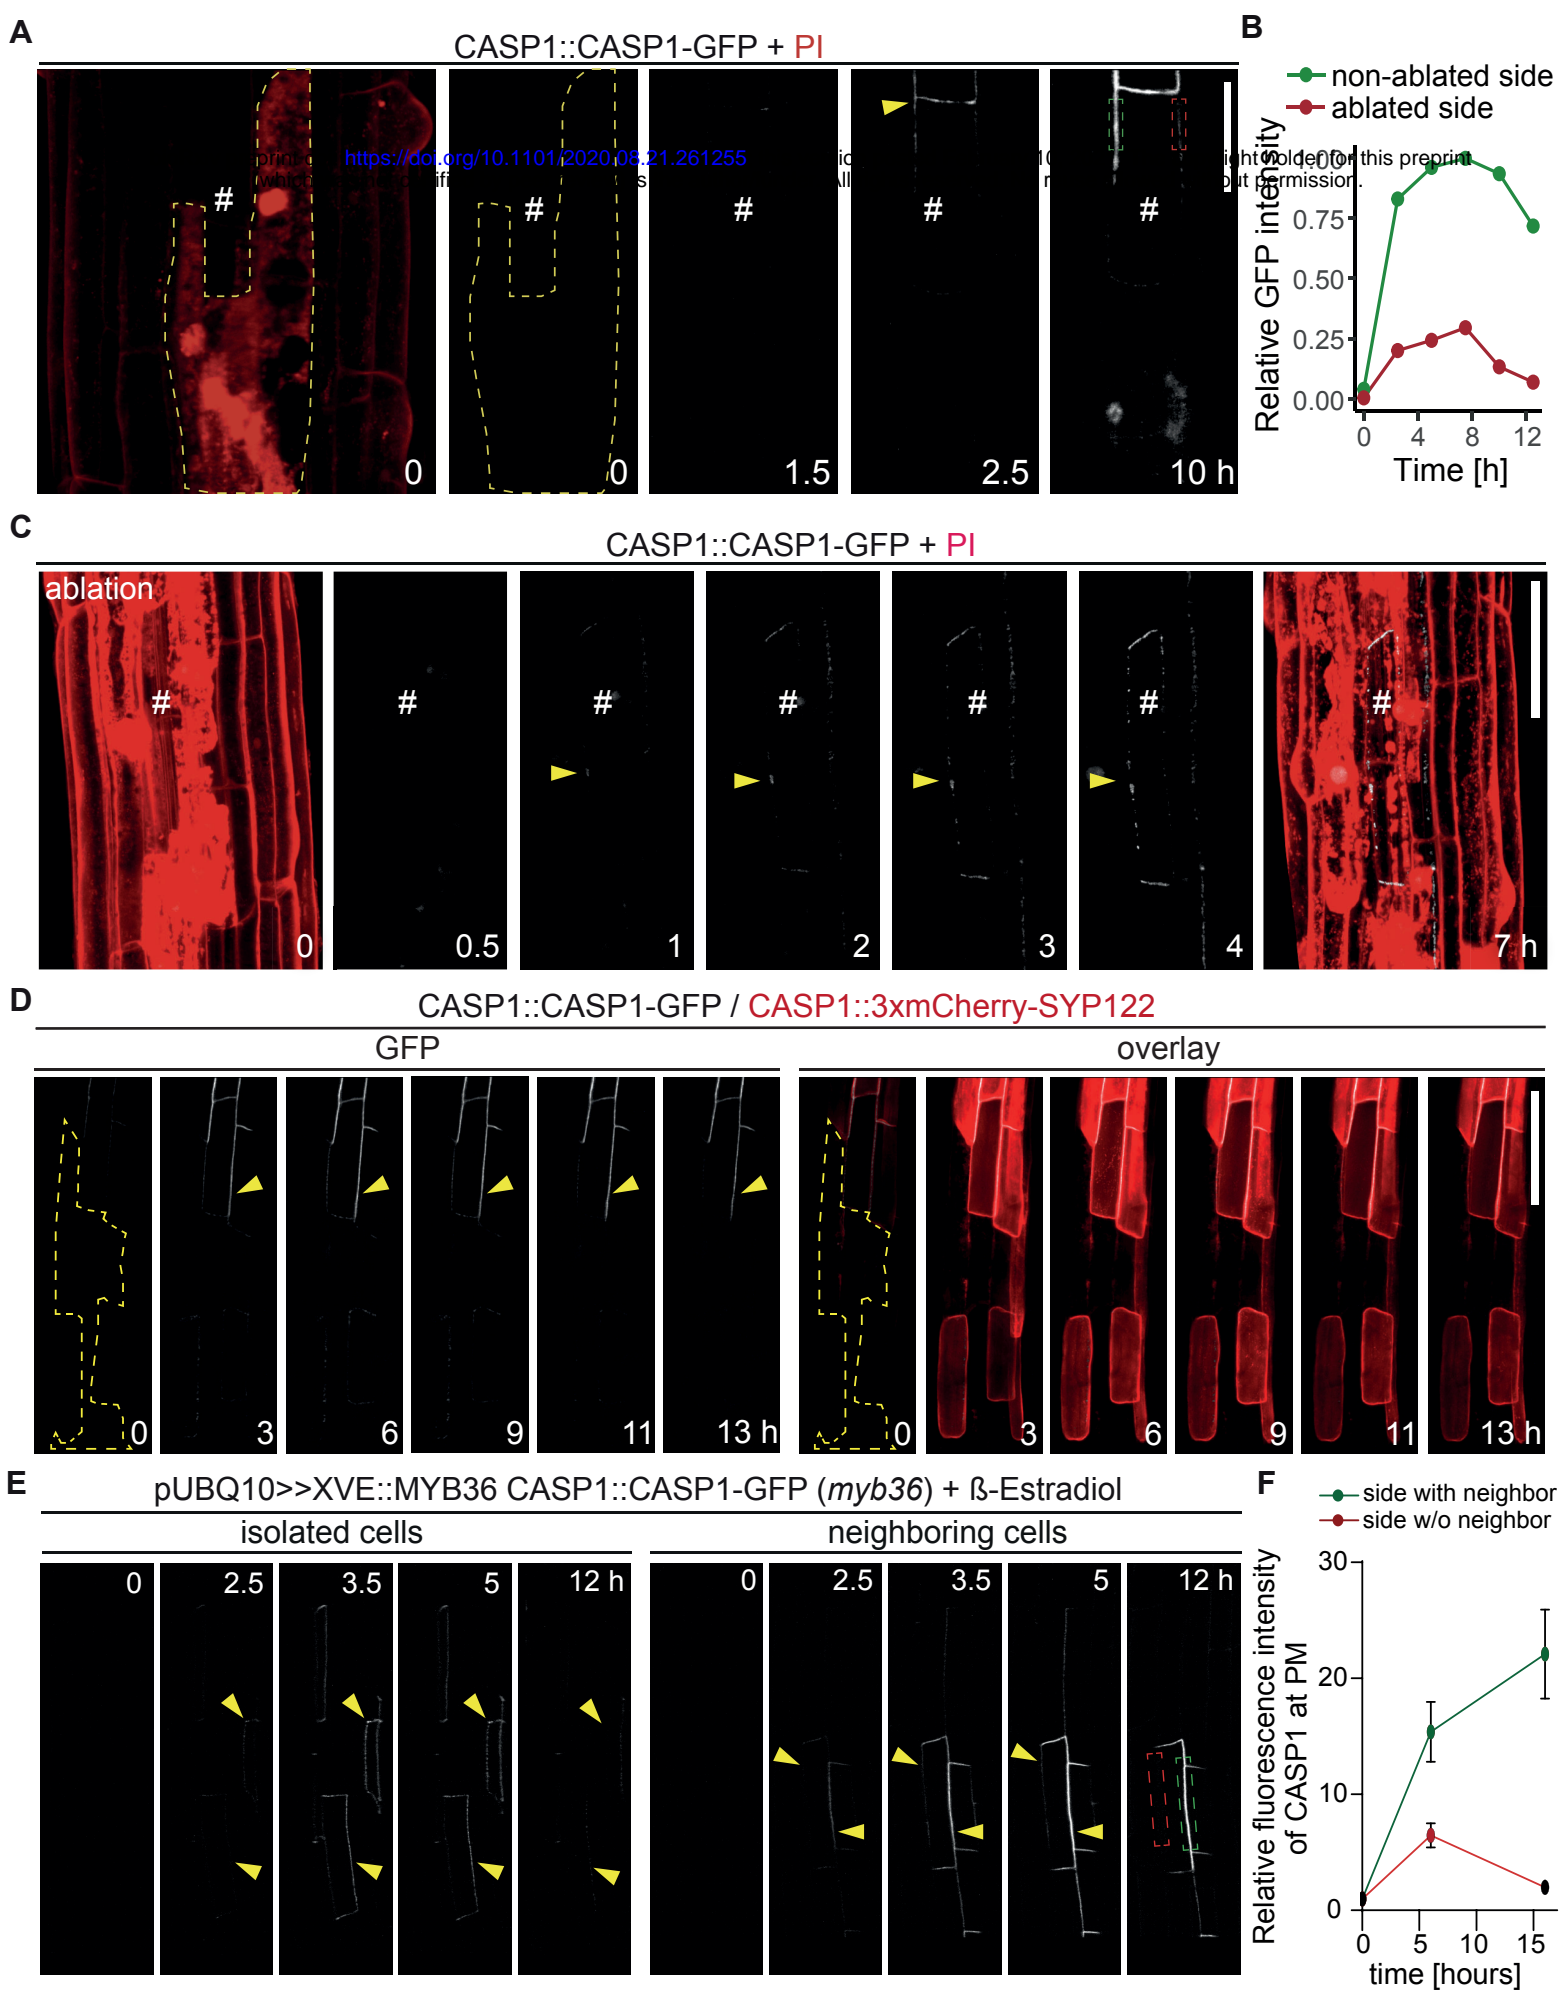 A
CASP1::CASP1-GFP + PI
https://doi.org/10.1101/2020.08.21.261255
for this preprint
permission.
#
#
#
#
#
0
0
1.5
2.5
10 h
B
non-ablated side
ablated side
Relative GFP intensity
1.00
0.75
0.50
0.25
0.00
0
4
8
12
Time [h]
C
CASP1::CASP1-GFP + PI
ablation
#
#
#
#
#
#
#
0
0.5
1
2
3
4
7 h
D
CASP1::CASP1-GFP / CASP1::3xmCherry-SYP122
GFP
overlay
0
3
6
9
11
13 h
0
3
6
9
11
13 h
E
pUBQ10>>XVE::MYB36 CASP1::CASP1-GFP (myb36) + ß-Estradiol
isolated cells
neighboring cells
0
2.5
3.5
5
12 h
0
2.5
3.5
5
12 h
F
side with neighbor
side w/o neighbor
Relative fluorescence intensity
of CASP1 at PM
30
20
10
0
0
5
10
15
time [hours]